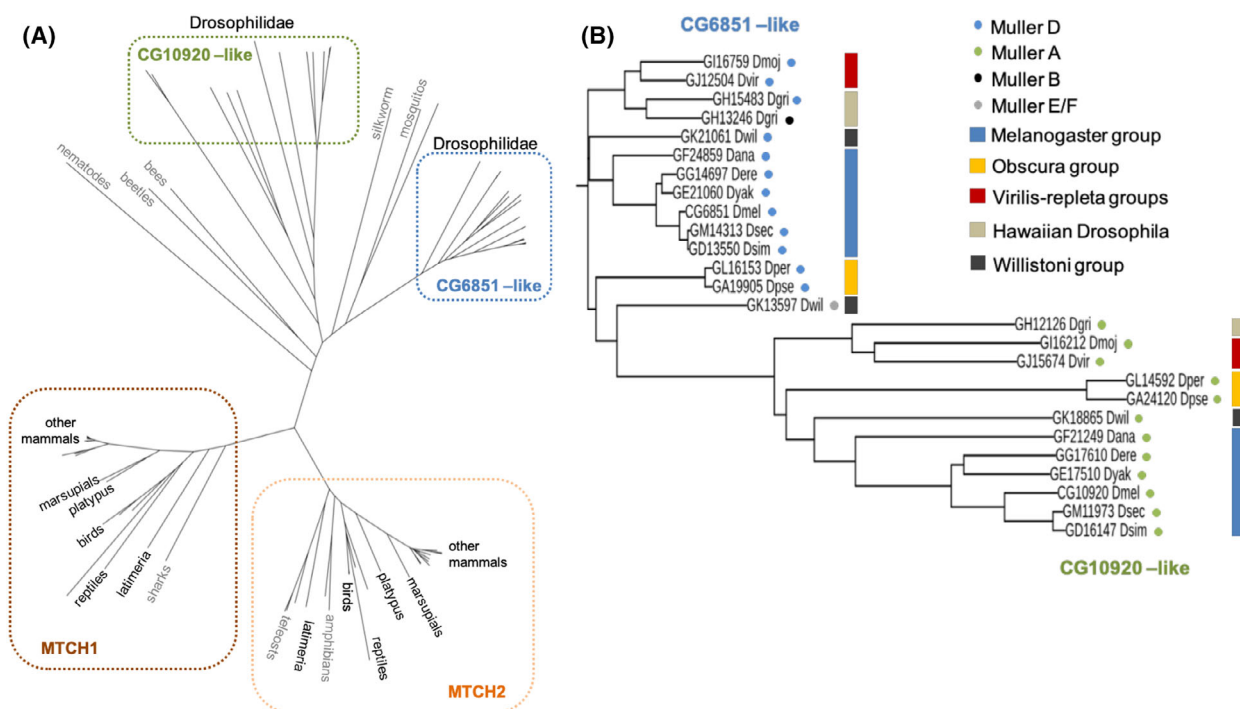 (A)
Drosophilidae
CG10920 –like
nematodes
beetles
bees
silkworm
mosquitos
Drosophilidae
CG6851 –like
other
mammals
marsupials
platypus
birds
reptiles
latimeria
sharks
MTCH1
teleosts
latimeria
amphibians
birds
reptiles
platypus
marsupials
other
mammals
MTCH2
(B)
CG6851 –like
GI16759 Dmoj
GJ12504 Dvir
GH15483 Dgri
GH13246 Dgri
GK21061 Dwil
GF24859 Dana
GG14697 Dere
GE21060 Dyak
CG6851 Dmel
GM14313 Dsec
GD13550 Dsim
GL16153 Dper
GA19905 Dpse
GK13597 Dwil
GH12126 Dgri
GI16212 Dmoj
GJ15674 Dvir
GL14592 Dper
GA24120 Dpse
GK18865 Dwil
GF21249 Dana
GG17610 Dere
GE17510 Dyak
CG10920 Dmel
GM11973 Dsec
GD16147 Dsim
CG10920 –like
Muller D
Muller A
Muller B
Muller E/F
Melanogaster group
Obscura group
Virilis-repleta groups
Hawaiian Drosophila
Willistoni group